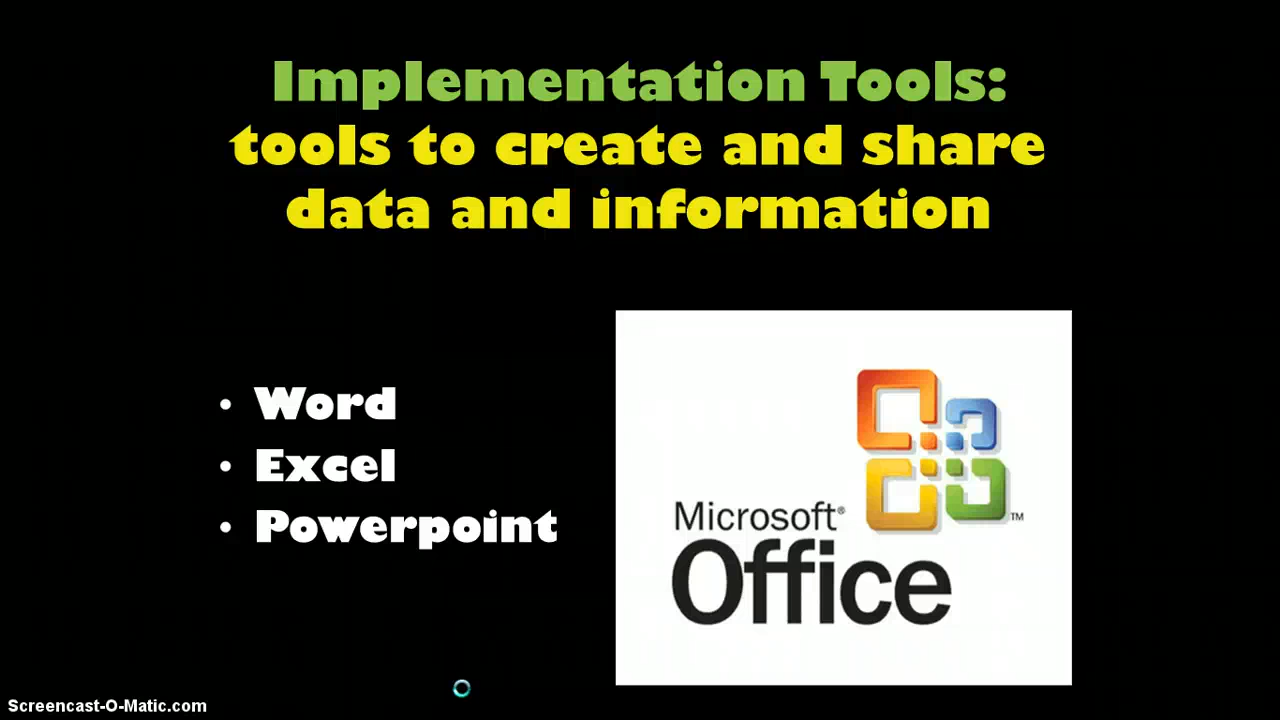 Implementation Tools:
tools to create and share
data and information
• Word
• Excel
• Powerpoint
Microsoft®
Office
TM
Screencast-O-Matic.com